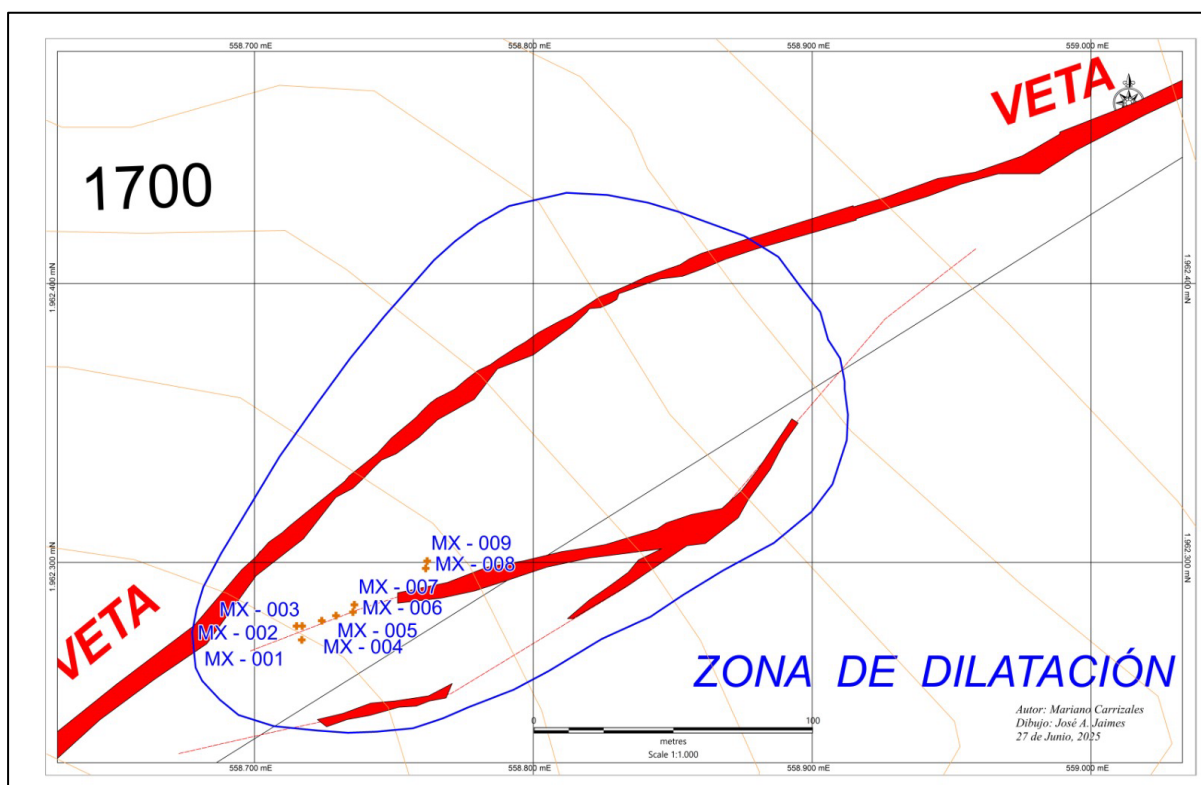 558.700 mE
558.800 mE
558.900 mE
559.000 mE
VETA
1700
1.962.400 mN
1.962.400 mN
MX - 009
MX - 008
1.962.300 mN
1.962.300 mN
MX - 007
MX - 003
MX - 006
MX - 002
MX - 005
MX - 001
MX - 004
VETA
ZONA DE DILATACIÓN
Autor: Mariano Carrizales
Dibujo: José A. Jaimes
27 de Junio, 2025
0
100
metres
Scale 1:1.000
558.700 mE
558.800 mE
558.900 mE
559.000 mE